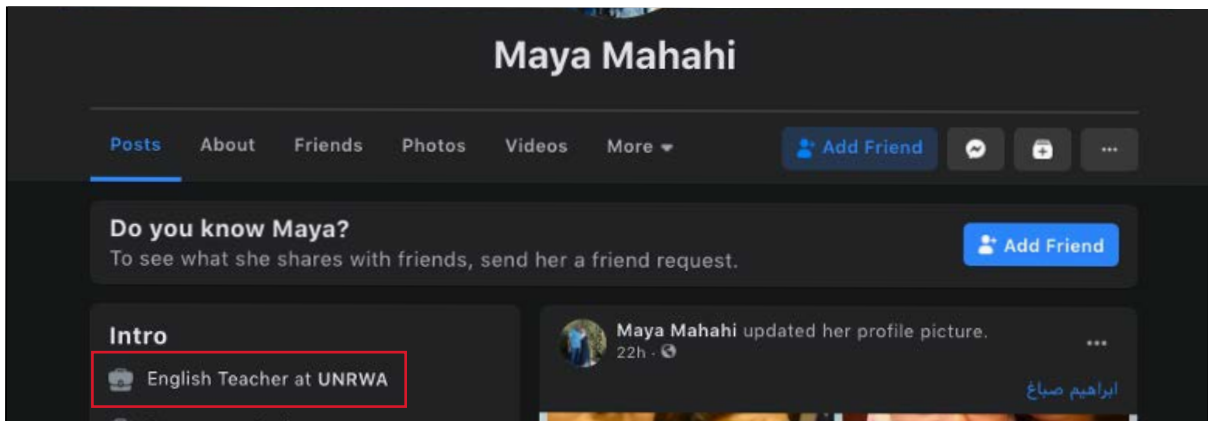 Maya Mahahi
Posts About Friends Photos Videos More Add Friend ...
Do you know Maya?
To see what she shares with friends, send her a friend request.
Add Friend
Intro
English Teacher at UNRWA
Maya Mahahi updated her profile picture.
22h ·
ابراهيم صباغ